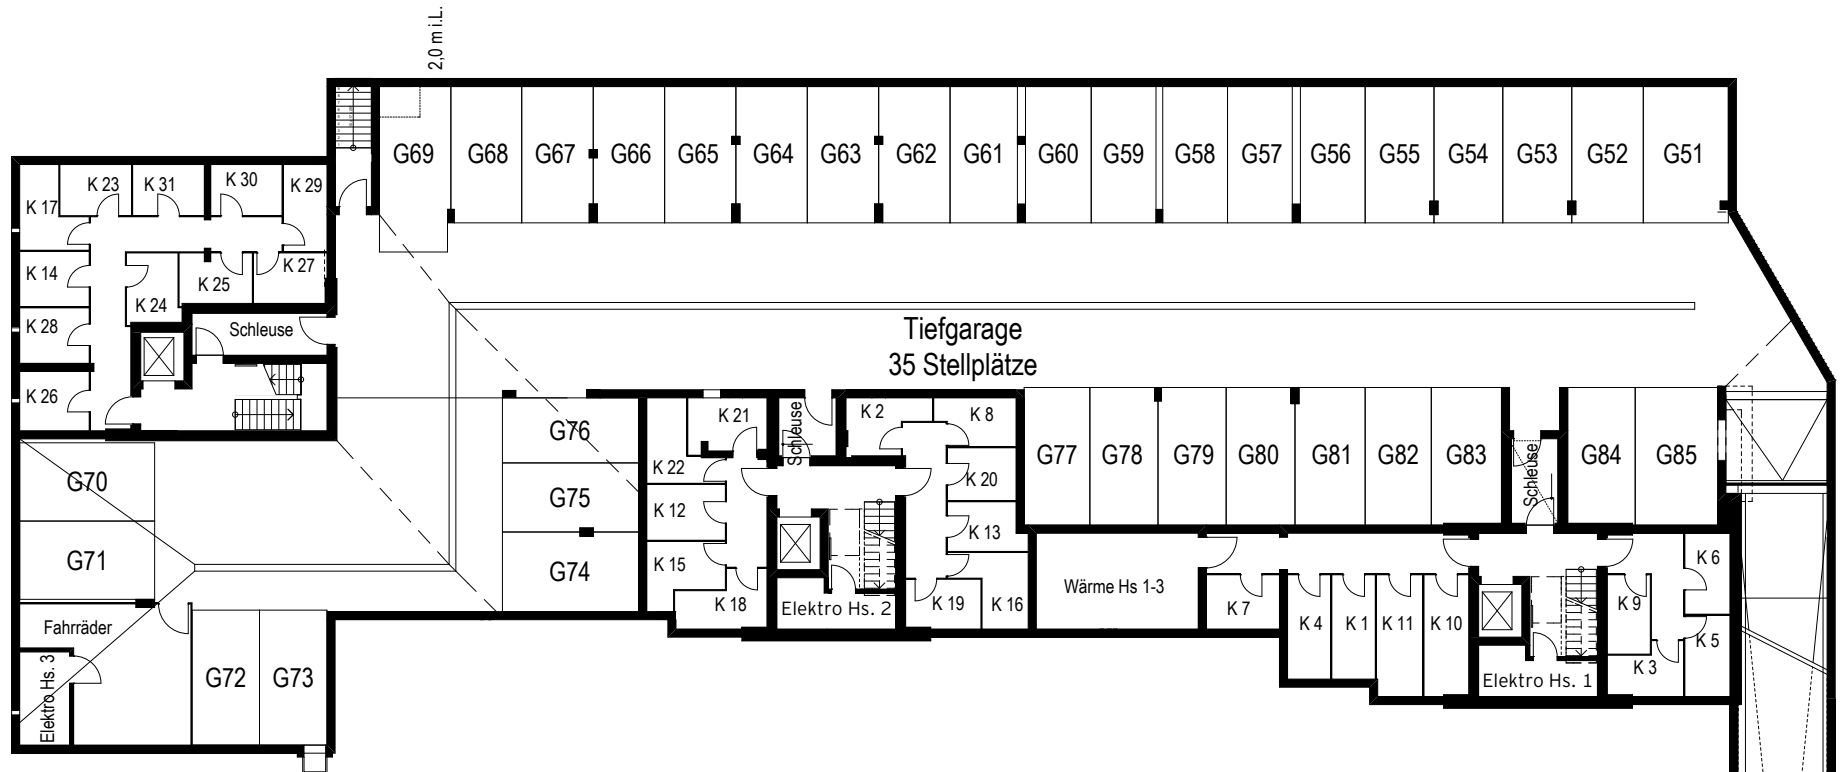 2,0 m i.L.
G69
G68
G67
G66
G65
G64
G63
G62
G61
G60
G59
G58
G57
G56
G55
G54
G53
G52
G51
K 17
K 23
K 31
K 30
K 29
K 14
K 24
K 25
K 27
K 28
Schleuse
K 26
Tiefgarage
35 Stellplätze
G70
G71
Fahrräder
Elektro Hs. 3
G72
G73
G76
G75
G74
K 21
K 22
K 12
K 15
K 18
Schleuse
Elektro Hs. 2
K 2
K 8
K 20
K 13
K 19
K 16
G77
G78
G79
G80
G81
G82
G83
Schleuse
G84
G85
Wärme Hs 1-3
K 7
K 4
K 1
K 11
K 10
Elektro Hs. 1
K 9
K 6
K 3
K 5